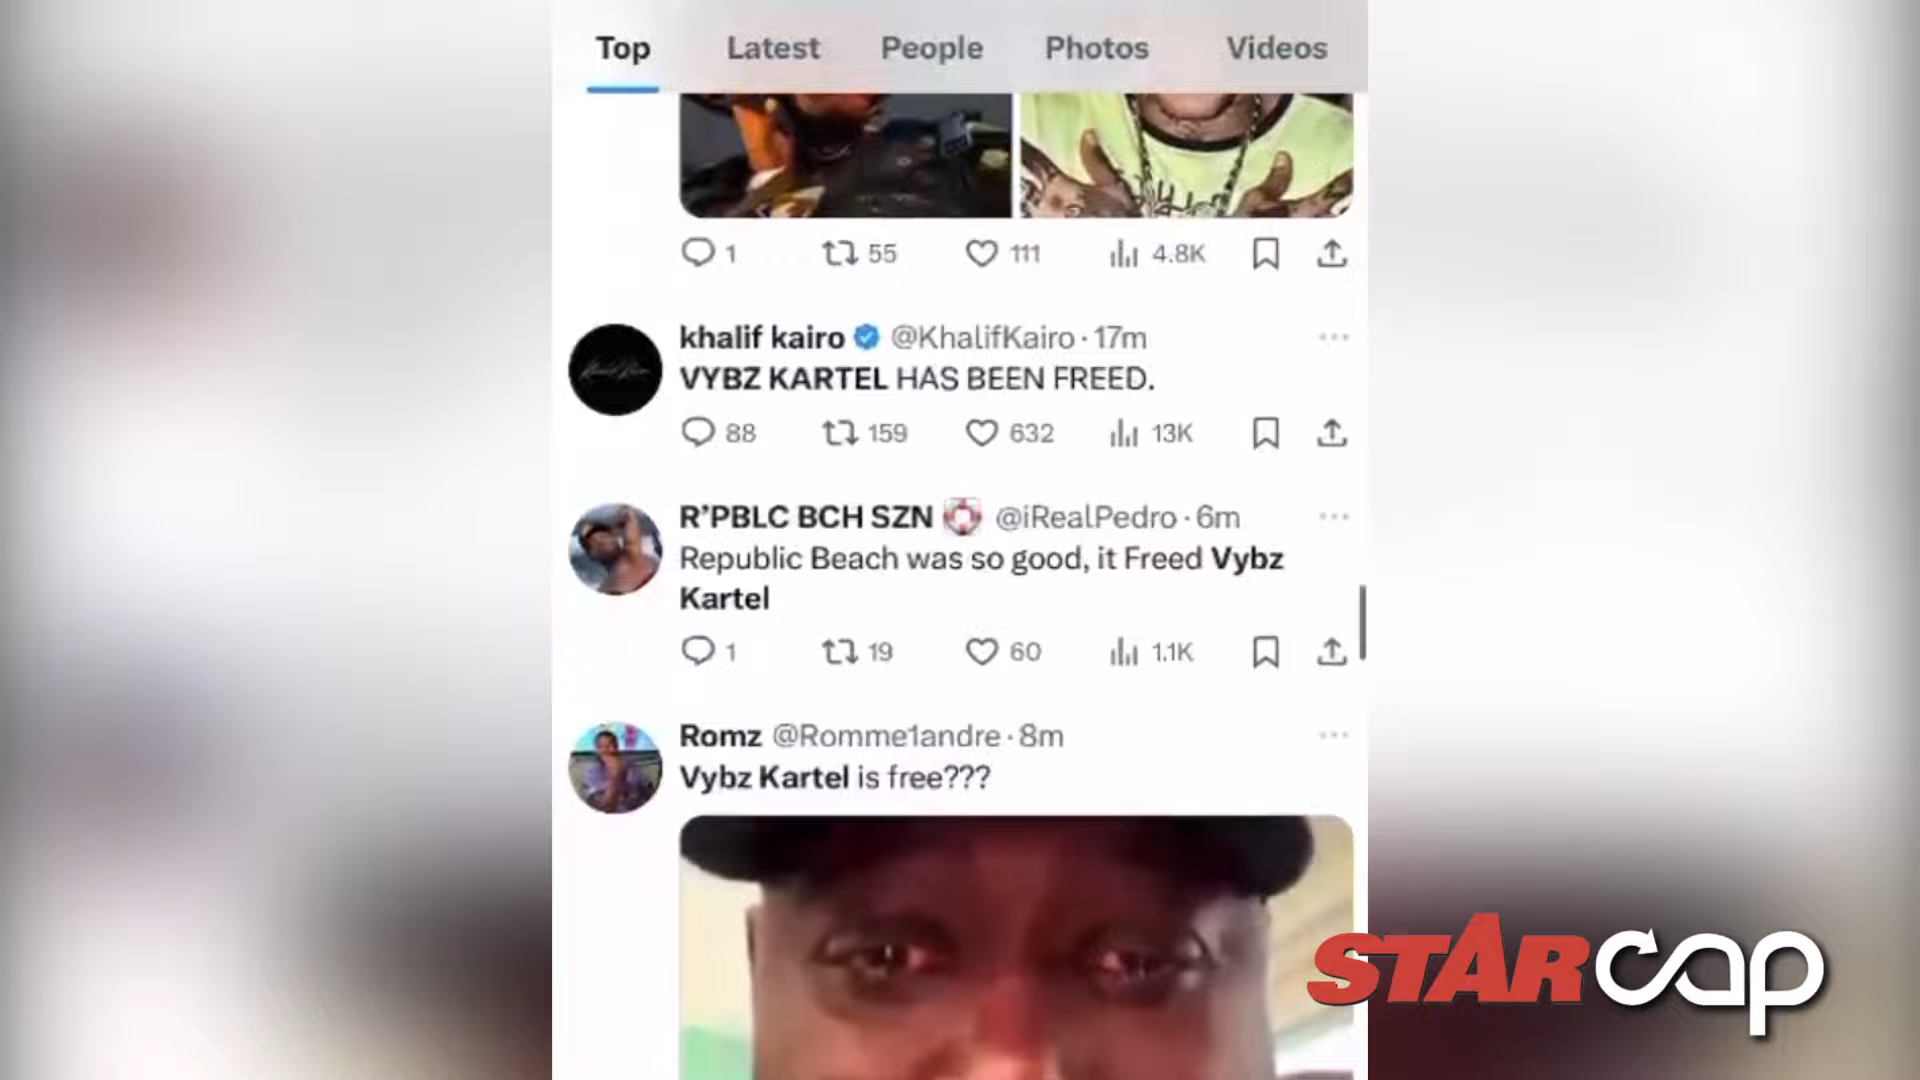 Top Latest People Photos Videos
1 55 111 4.8K
khalif kairo @KhalifKairo · 17m
VYBZ KARTEL HAS BEEN FREED.
88 159 632 13K
R'PBLC BCH SZN @iRealPedro · 6m
Republic Beach was so good, it Freed Vybz
Kartel
1 19 60 1.1K
Romz @Romme1andre · 8m
Vybz Kartel is free???
STAR cap